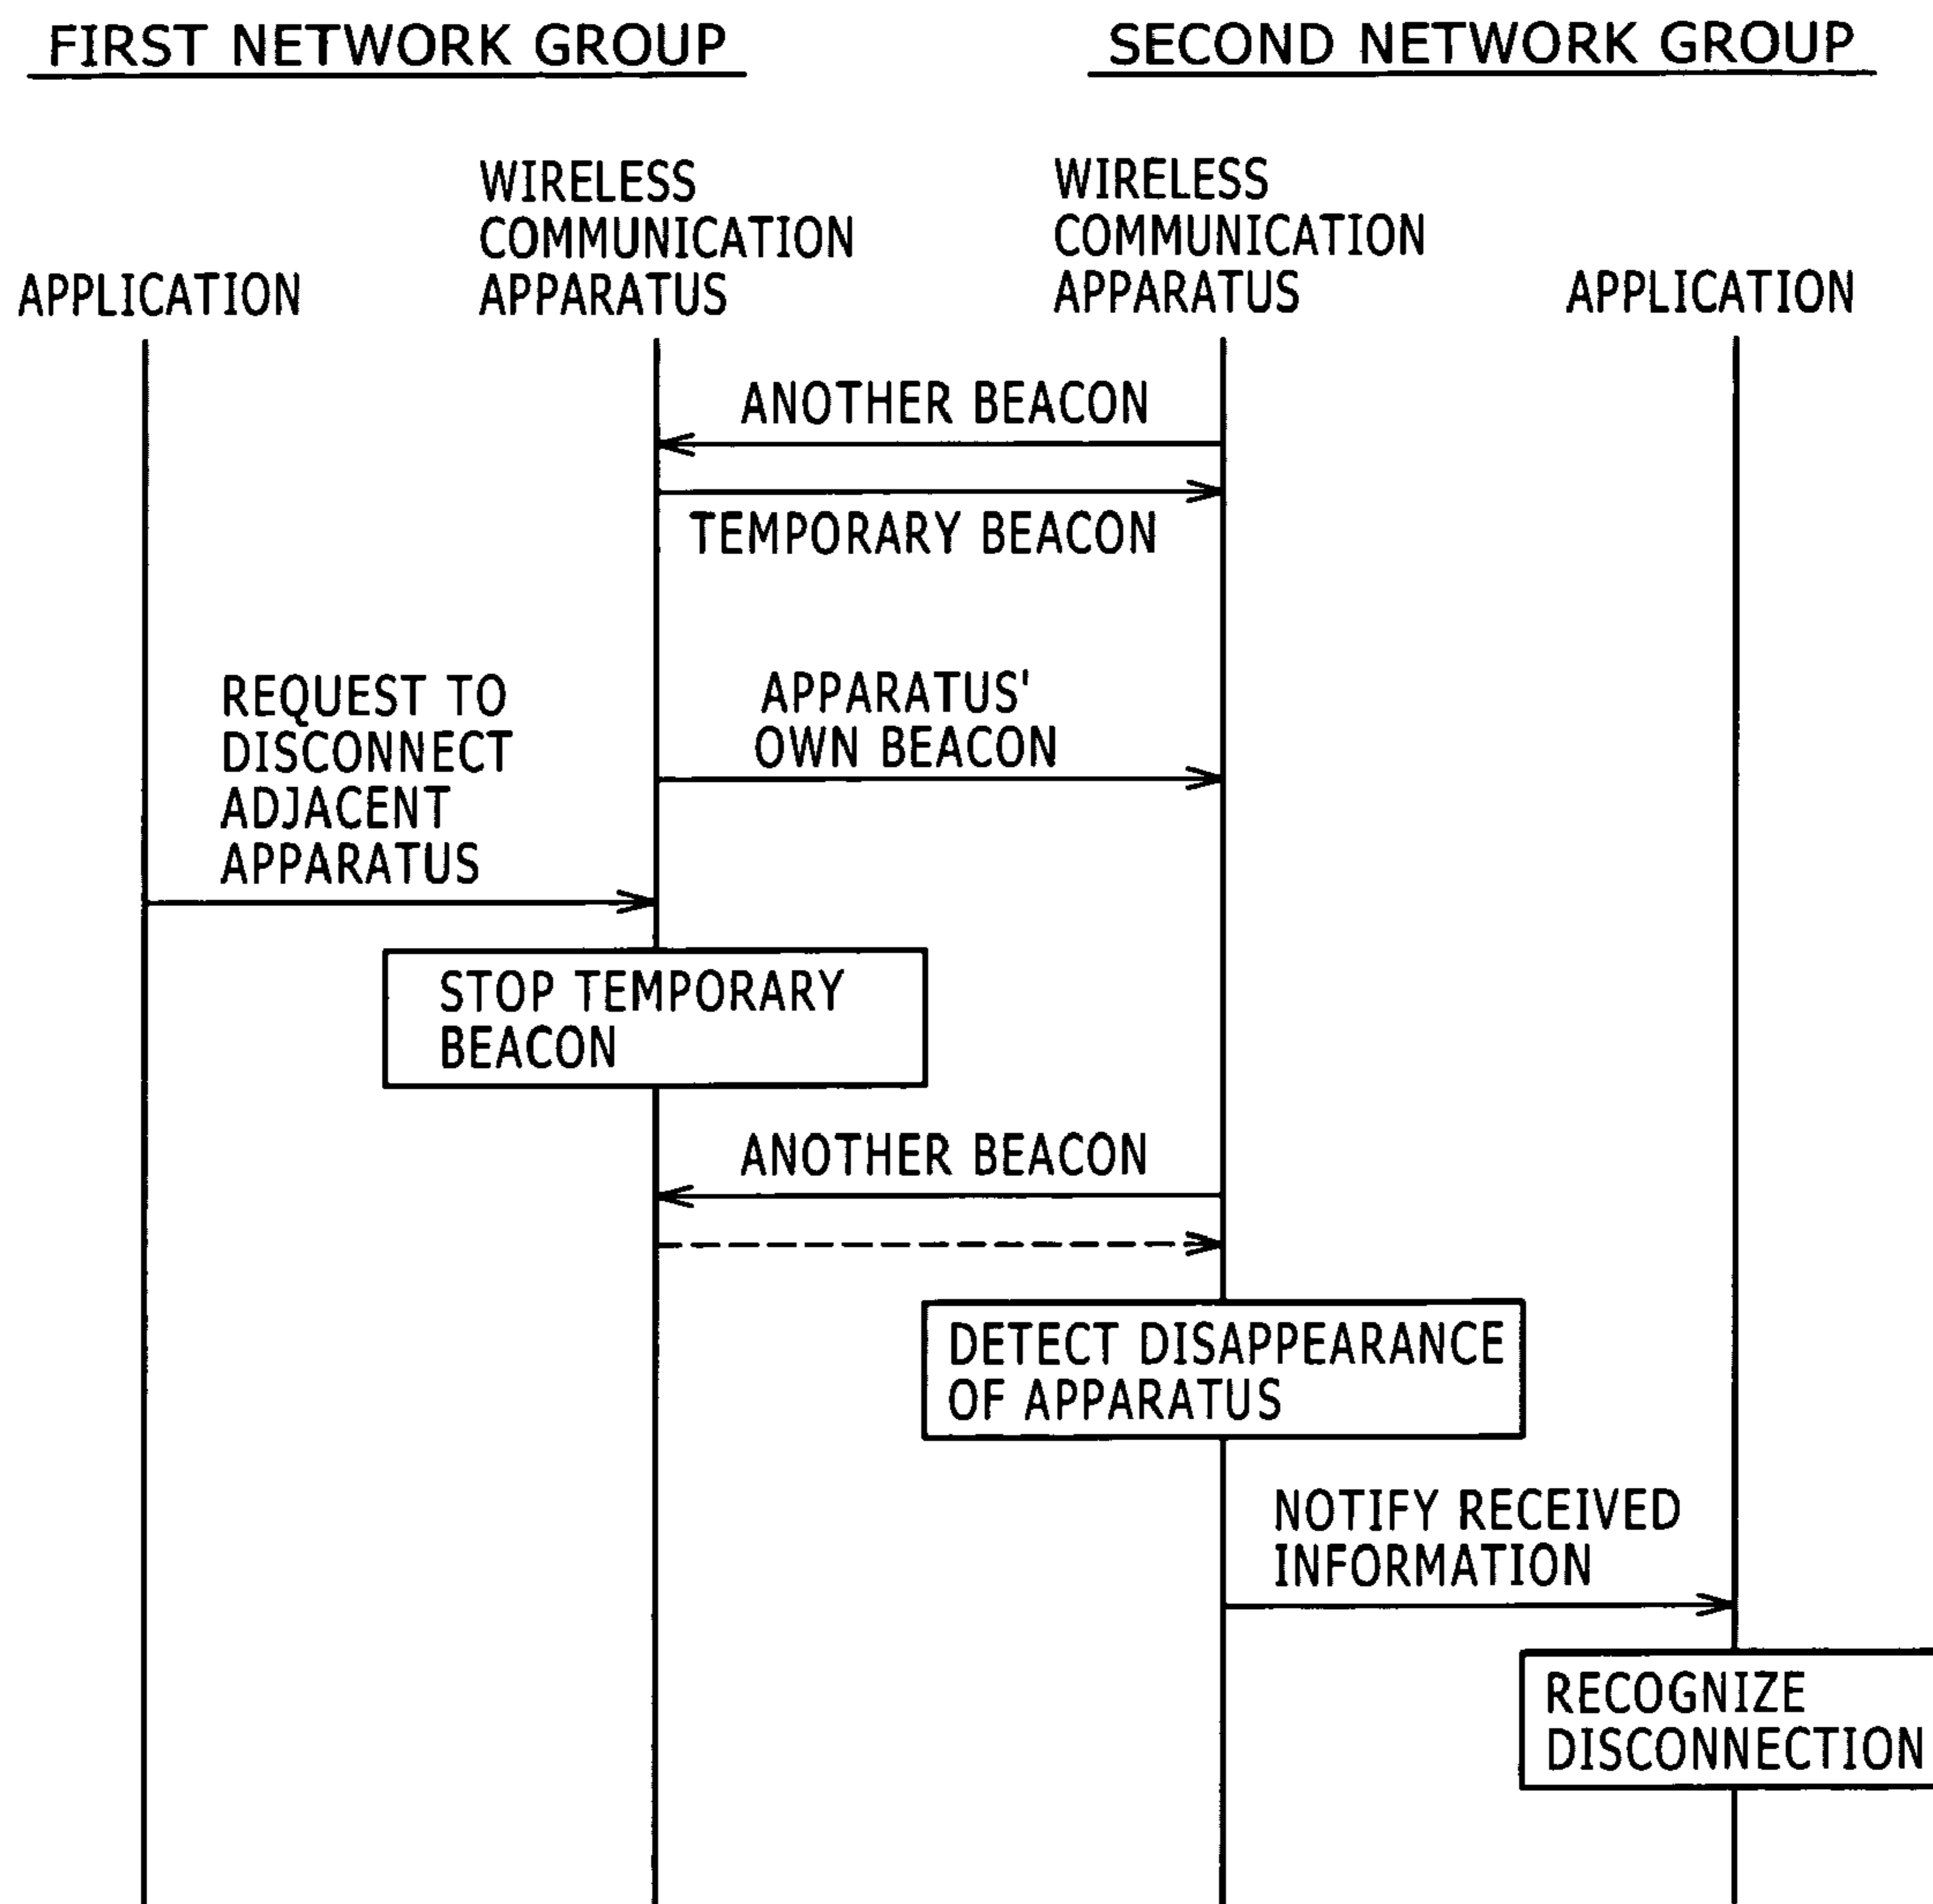 FIRST NETWORK GROUP
SECOND NETWORK GROUP
APPLICATION
WIRELESS
COMMUNICATION
APPARATUS
WIRELESS
COMMUNICATION
APPARATUS
APPLICATION
ANOTHER BEACON
TEMPORARY BEACON
REQUEST TO
DISCONNECT
ADJACENT
APPARATUS
APPARATUS'
OWN BEACON
STOP TEMPORARY
BEACON
ANOTHER BEACON
DETECT DISAPPEARANCE
OF APPARATUS
NOTIFY RECEIVED
INFORMATION
RECOGNIZE
DISCONNECTION